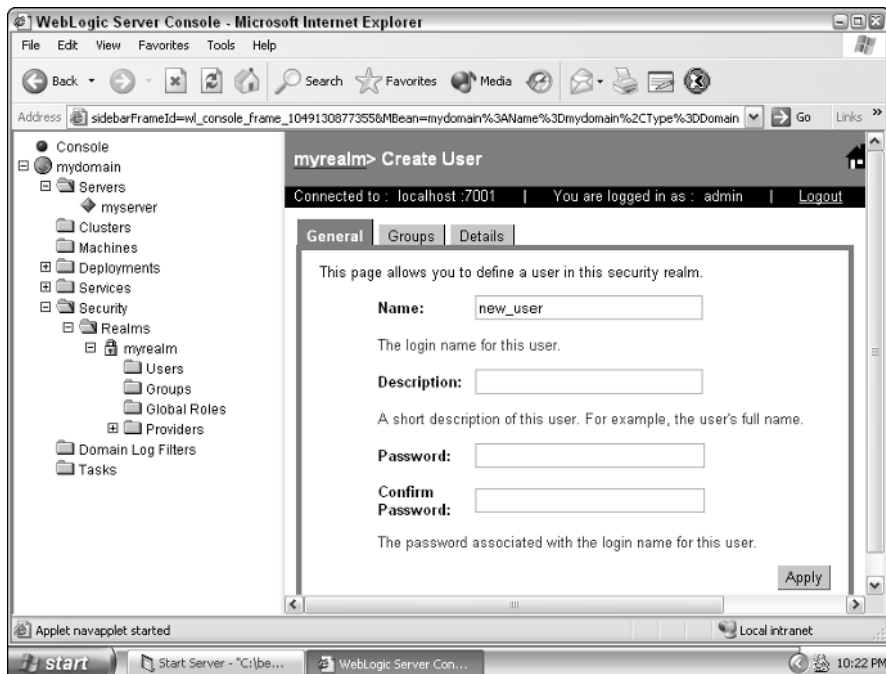 WebLogic Server Console - Microsoft Internet Explorer
File Edit View Favorites Tools Help
Back Search Favorites Media
Address sidebarFrameId=wl_console_frame_1049130877355&MBean=mydomain%3AName%3Dmydomain%2CType%3DDomain Go Links »
Console
mydomain
Servers
myserver
Clusters
Machines
Deployments
Services
Security
Realms
myrealm
Users
Groups
Global Roles
Providers
Domain Log Filters
Tasks
myrealm> Create User
Connected to : localhost :7001 | You are logged in as : admin | Logout
General Groups Details
This page allows you to define a user in this security realm.
Name: new_user
The login name for this user.
Description:
A short description of this user. For example, the user's full name.
Password:
Confirm
Password:
The password associated with the login name for this user.
Apply
Applet navapplet started Local intranet
start Start Server - "C:\be... WebLogic Server Con... 10:22 PM